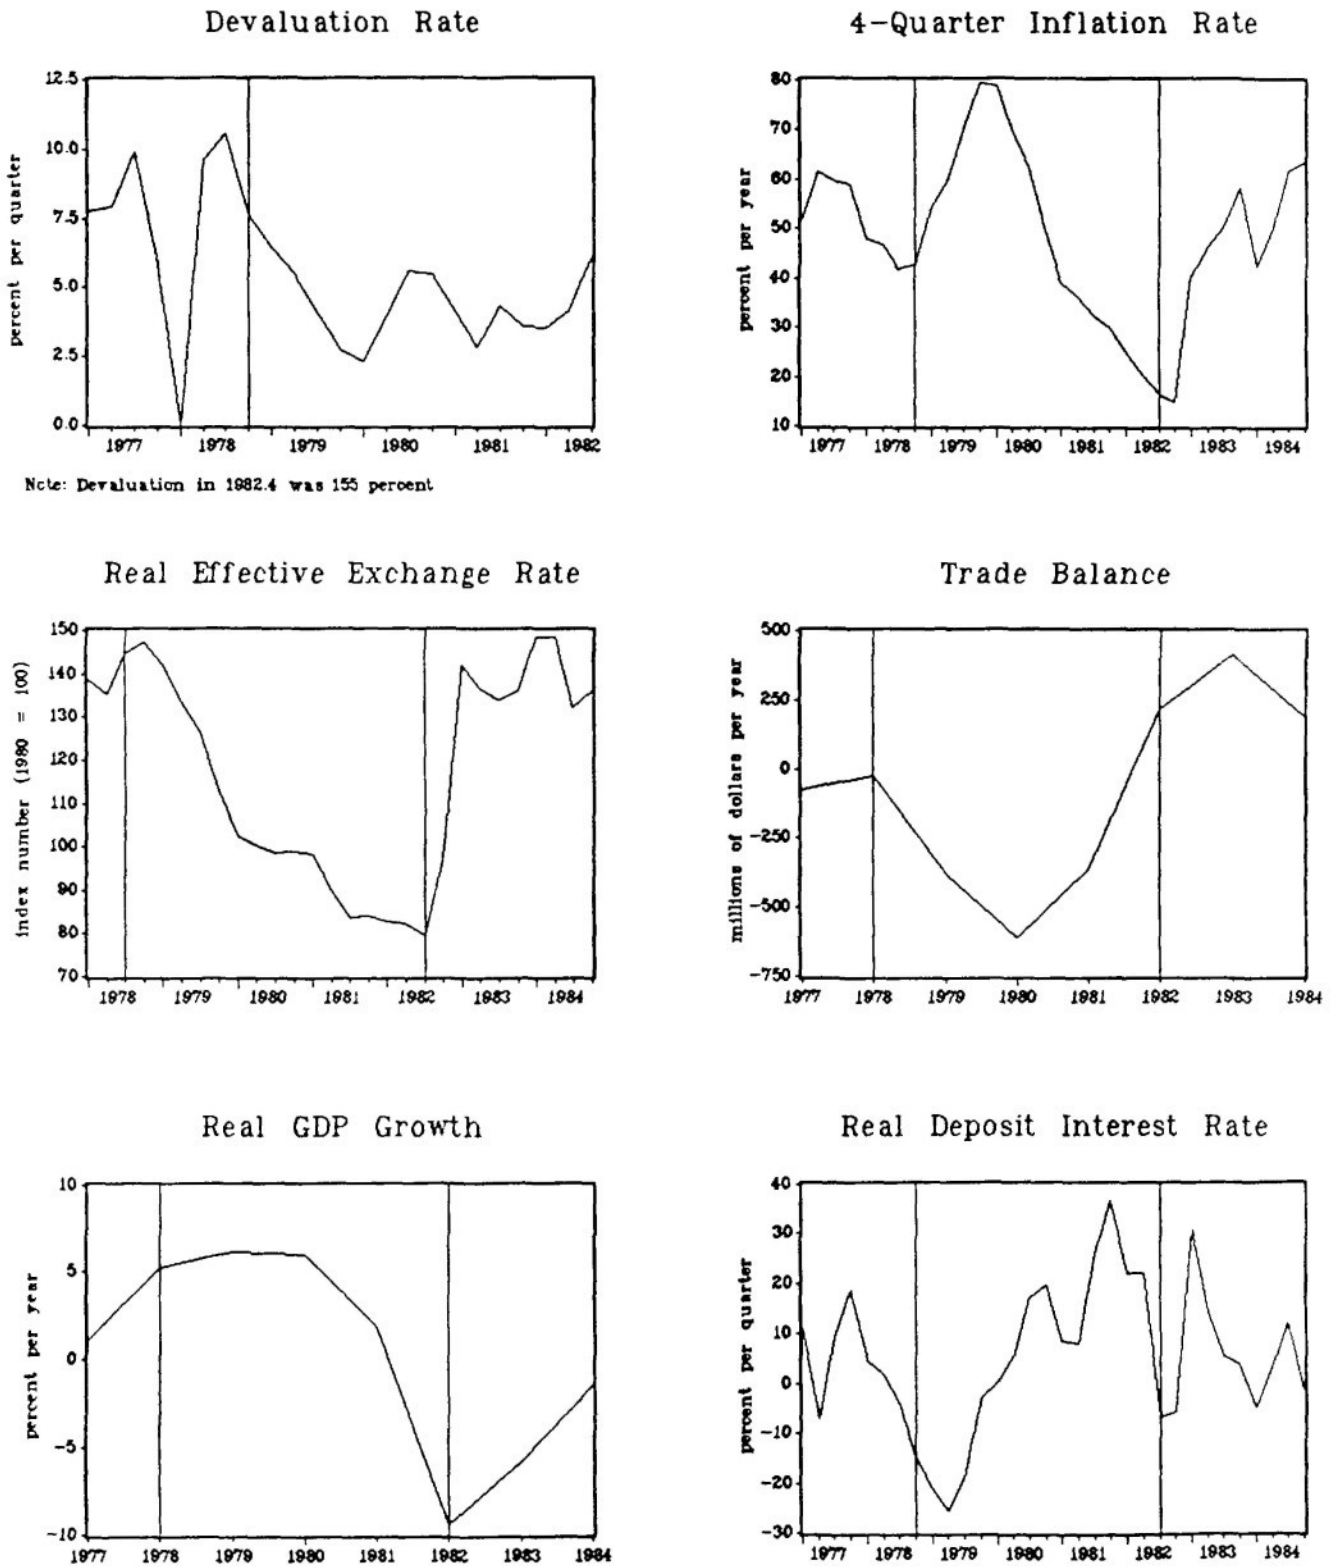 Devaluation Rate
percent per quarter
12.5
10.0
7.5
5.0
2.5
0.0
1977 1978 1979 1980 1981 1982
Note: Devaluation in 1982.4 was 155 percent
4-Quarter Inflation Rate
percent per year
80
70
60
50
40
30
20
10
1977 1978 1979 1980 1981 1982 1983 1984
Real Effective Exchange Rate
index number (1980 = 100)
150
140
130
120
110
100
90
80
70
1978 1979 1980 1981 1982 1983 1984
Trade Balance
millions of dollars per year
500
250
0
-250
-500
-750
1977 1978 1979 1980 1981 1982 1983 1984
Real GDP Growth
percent per year
10
5
0
-5
-10
1977 1978 1979 1980 1981 1982 1983 1984
Real Deposit Interest Rate
percent per quarter
40
30
20
10
0
-10
-20
-30
1977 1978 1979 1980 1981 1982 1983 1984